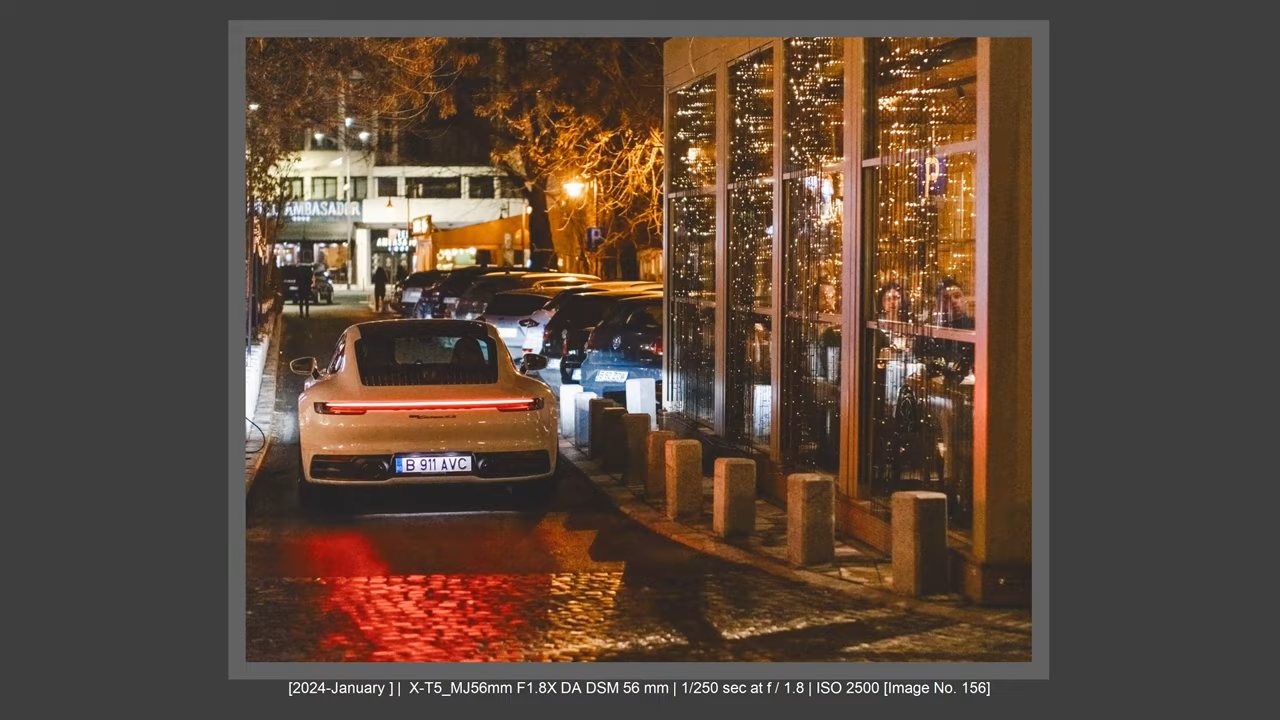 AMBASADOR
P
B 911 AVC
[2024-January ] |  X-T5_MJ56mm F1.8X DA DSM 56 mm | 1/250 sec at f / 1.8 | ISO 2500 [Image No. 156]